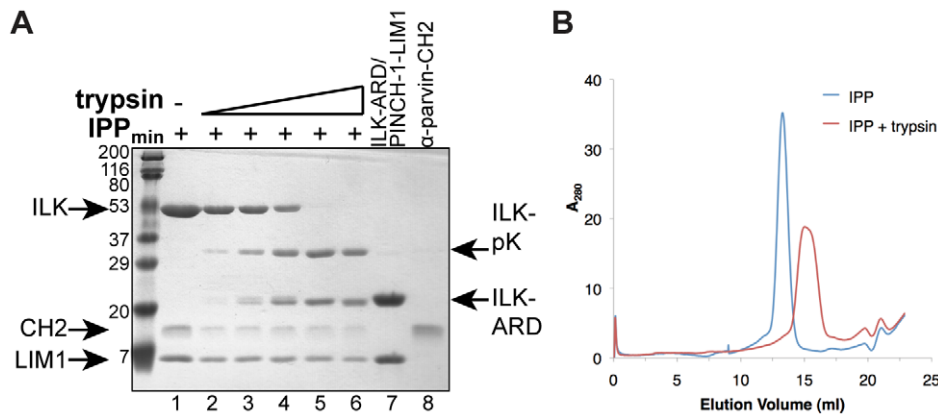 A
trypsin
-
IPP min
+ + + + + +
ILK-ARD/
PINCH-1-LIM1
α-parvin-CH2
200
116
80
53
37
29
20
7
ILK
CH2
LIM1
ILK-
pK
ILK-
ARD
1 2 3 4 5 6 7 8
B
40
30
20
10
0
A280
IPP
IPP + trypsin
0 5 10 15 20 25
Elution Volume (ml)